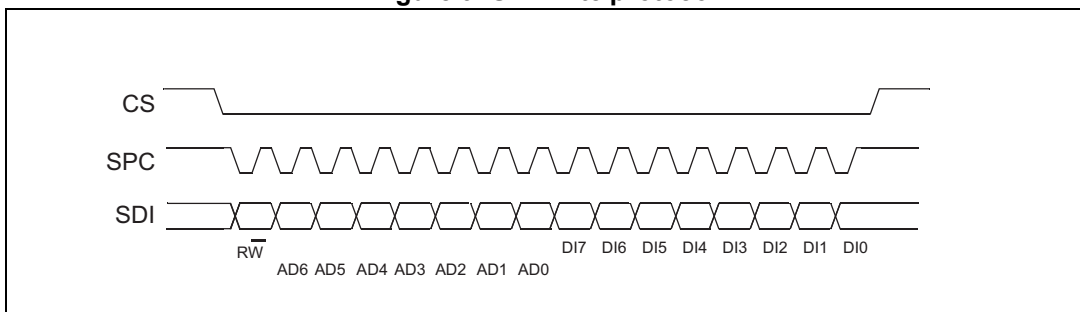 CS
SPC
SDI
RW
DI7 DI6 DI5 DI4 DI3 DI2 DI1 DI0
AD6 AD5 AD4 AD3 AD2 AD1 AD0